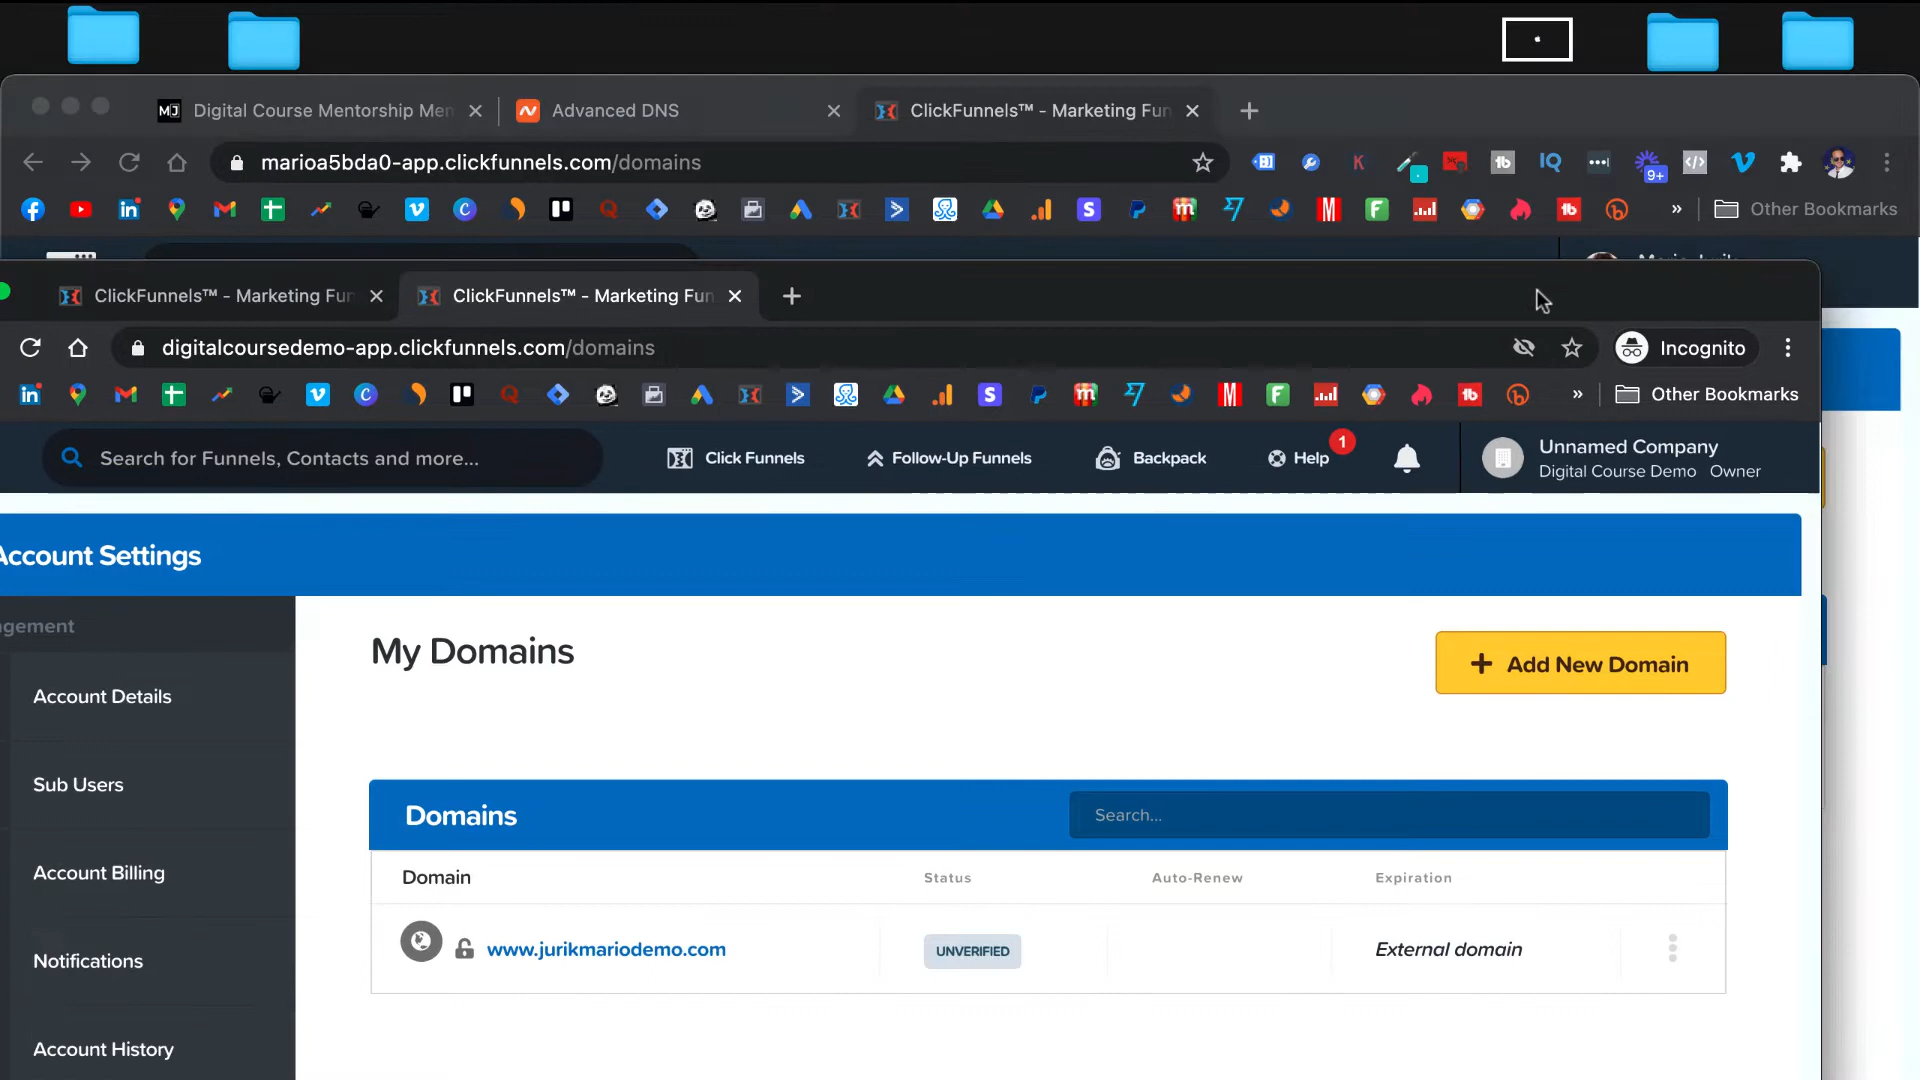 Digital Course Mentorship Mer
Advanced DNS
ClickFunnels™ - Marketing Fun
marioa5bda0-app.clickfunnels.com/domains
9+
Other Bookmarks
ClickFunnels™ - Marketing Fun
ClickFunnels™ - Marketing Fun
digitalcoursedemo-app.clickfunnels.com/domains
Incognito
Other Bookmarks
Search for Funnels, Contacts and more...
Click Funnels
Follow-Up Funnels
Backpack
Help
1
Unnamed Company
Digital Course Demo Owner
Account Settings
agement
Account Details
Sub Users
Account Billing
Notifications
Account History
My Domains
+ Add New Domain
Domains
Search...
Domain Status Auto-Renew Expiration
www.jurikmariodemo.com UNVERIFIED External domain